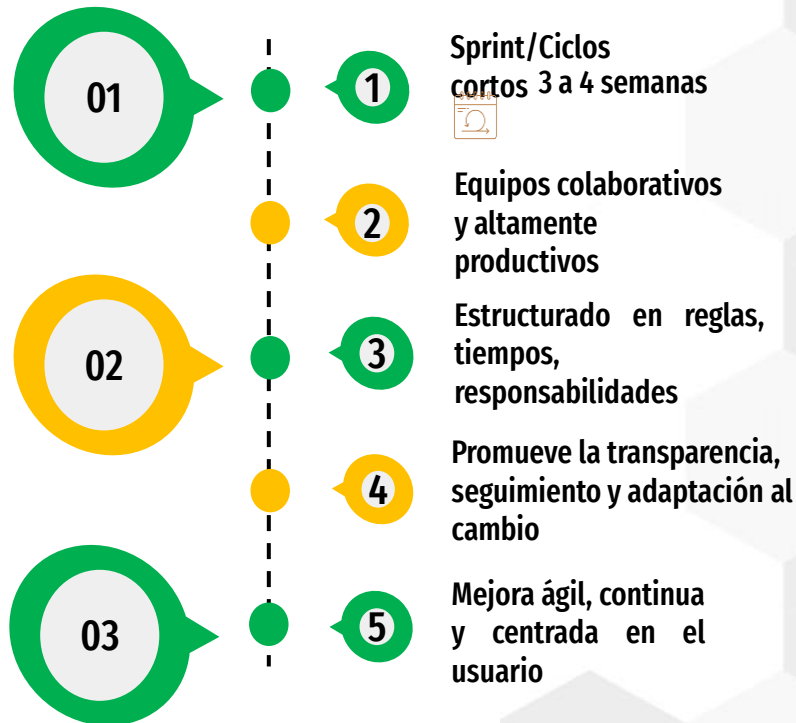 01
1
Sprint/Ciclos
cortos 3 a 4 semanas
2
Equipos colaborativos
y altamente
productivos
02
3
Estructurado en reglas,
tiempos,
responsabilidades
4
Promueve la transparencia,
seguimiento y adaptación al
cambio
03
5
Mejora ágil, continua
y centrada en el
usuario